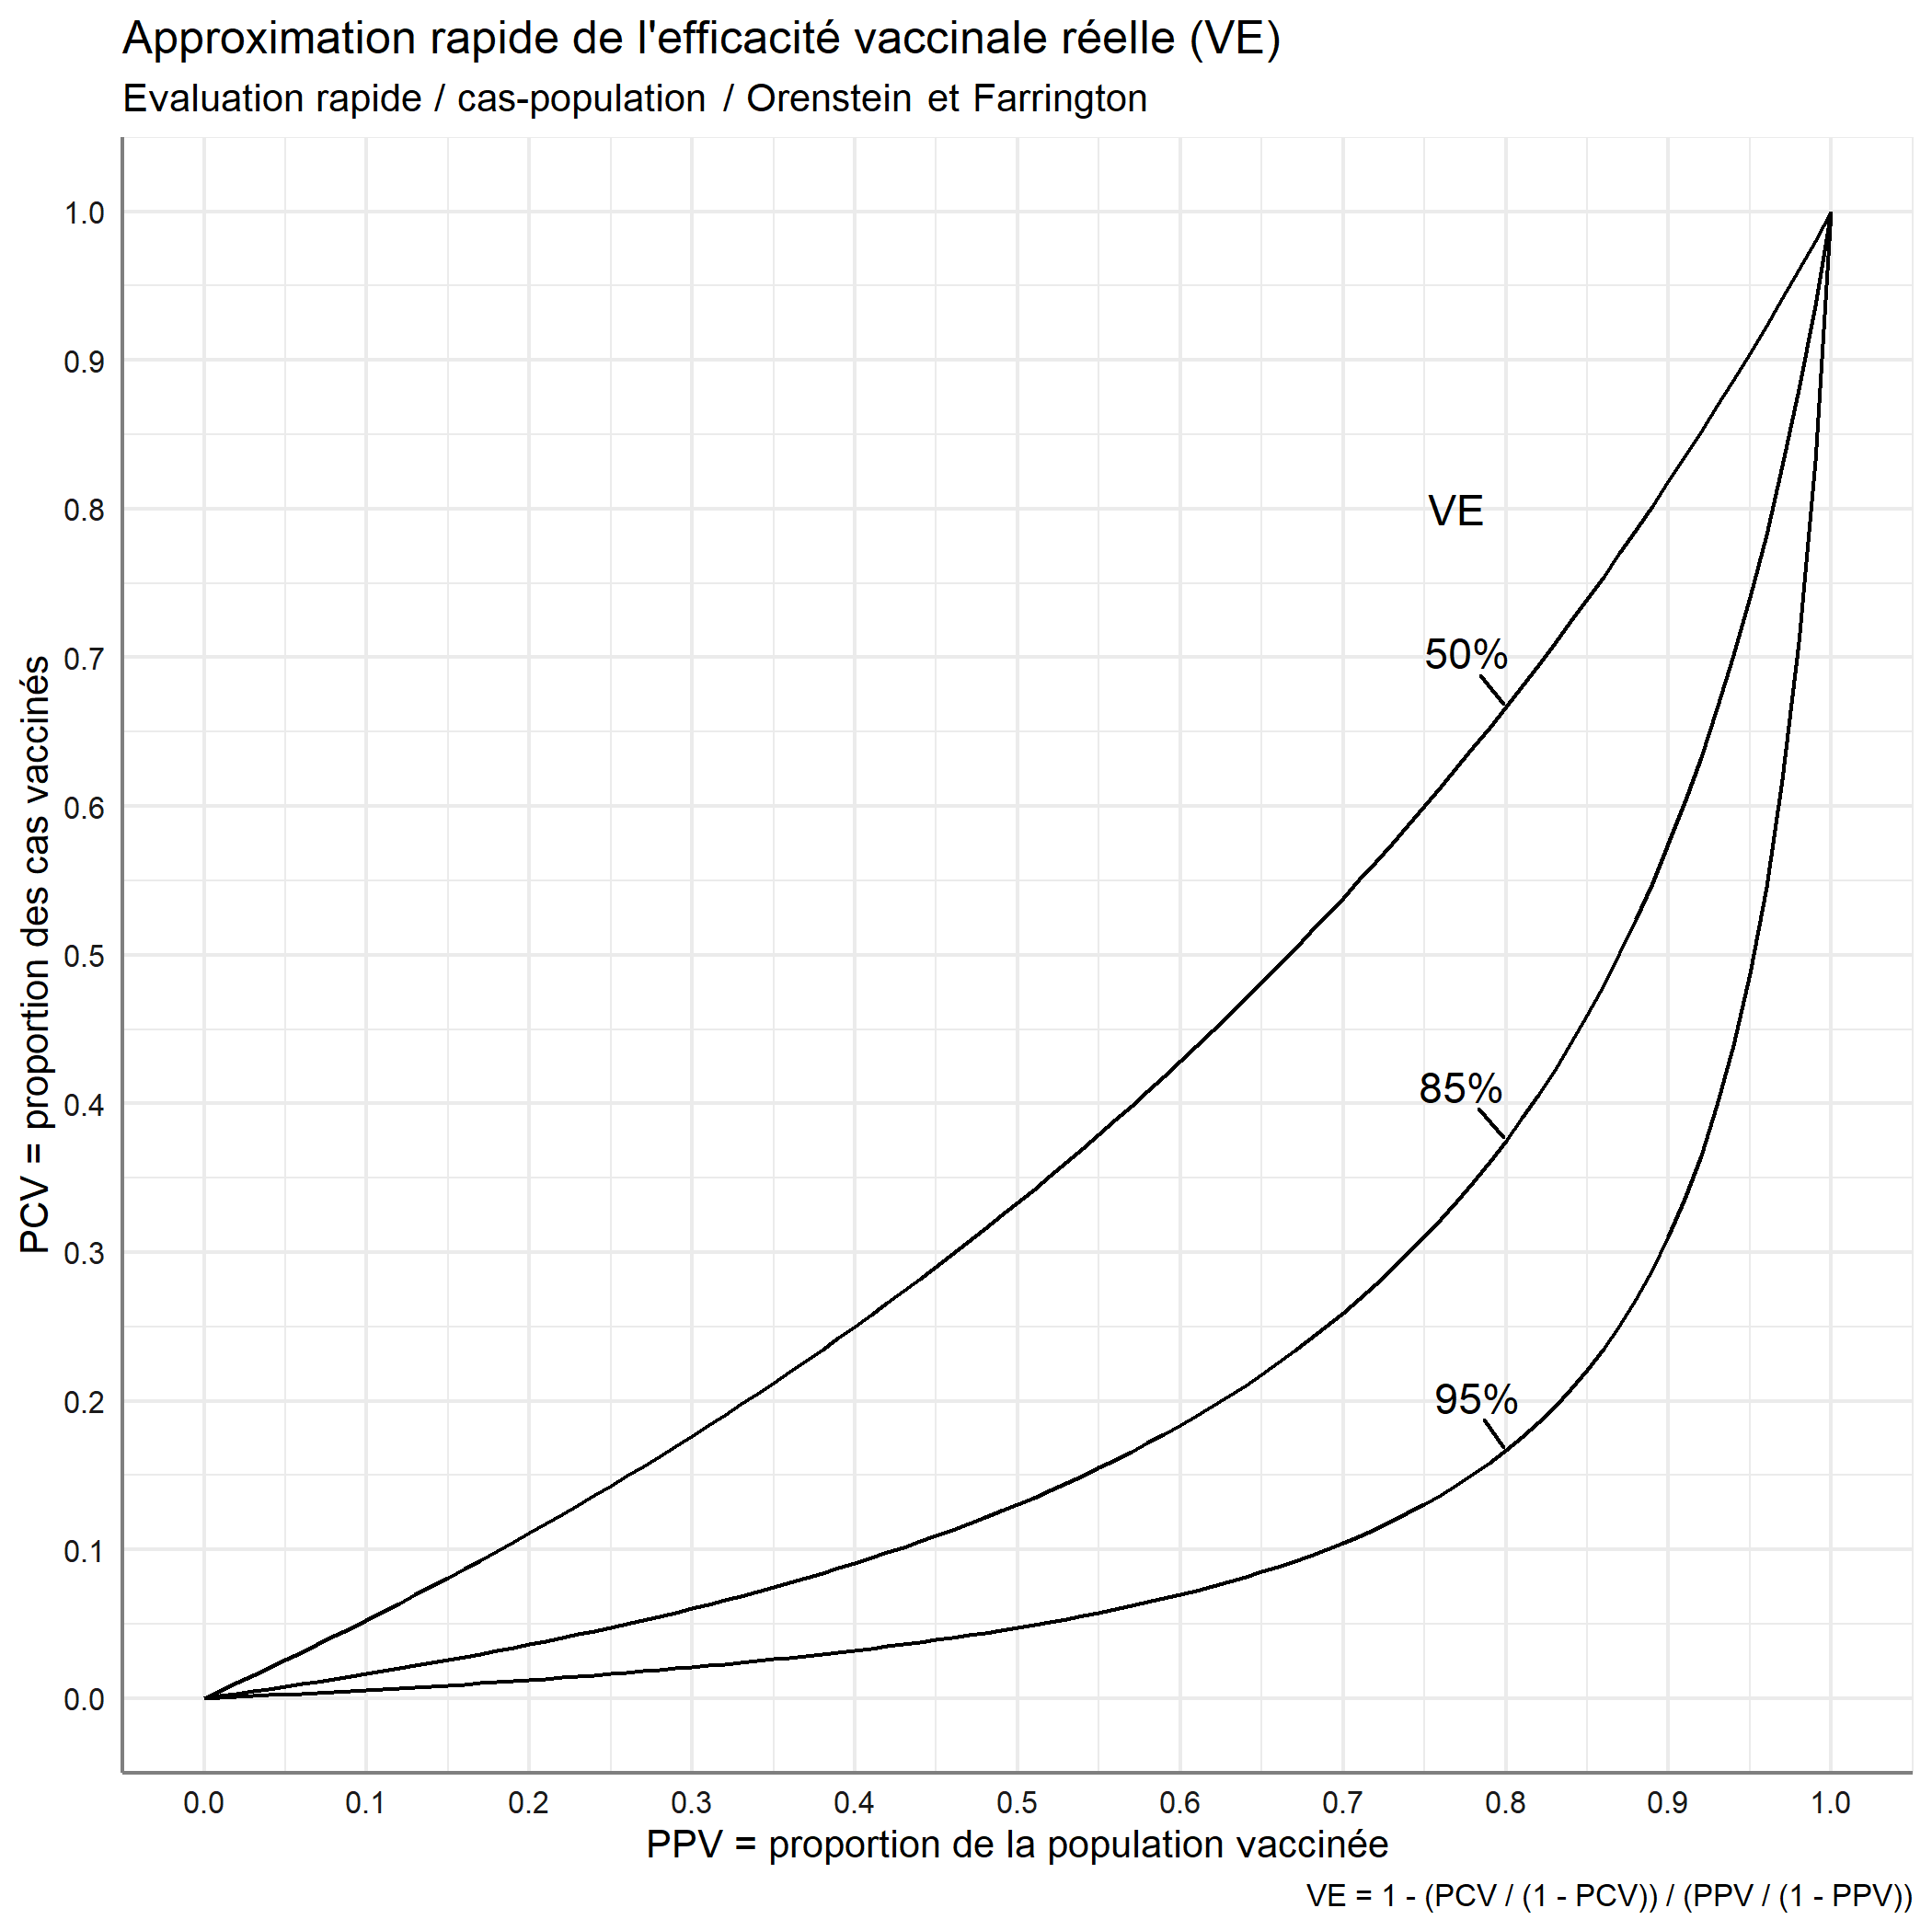 Approximation rapide de l'efficacité vaccinale réelle (VE)
Evaluation rapide / cas-population / Orenstein et Farrington
PCV = proportion des cas vaccinés
1.0
0.9
0.8
0.7
0.6
0.5
0.4
0.3
0.2
0.1
0.0
VE
50%
85%
95%
0.0 0.1 0.2 0.3 0.4 0.5 0.6 0.7 0.8 0.9 1.0
PPV = proportion de la population vaccinée
VE = 1 - (PCV / (1 - PCV)) / (PPV / (1 - PPV))